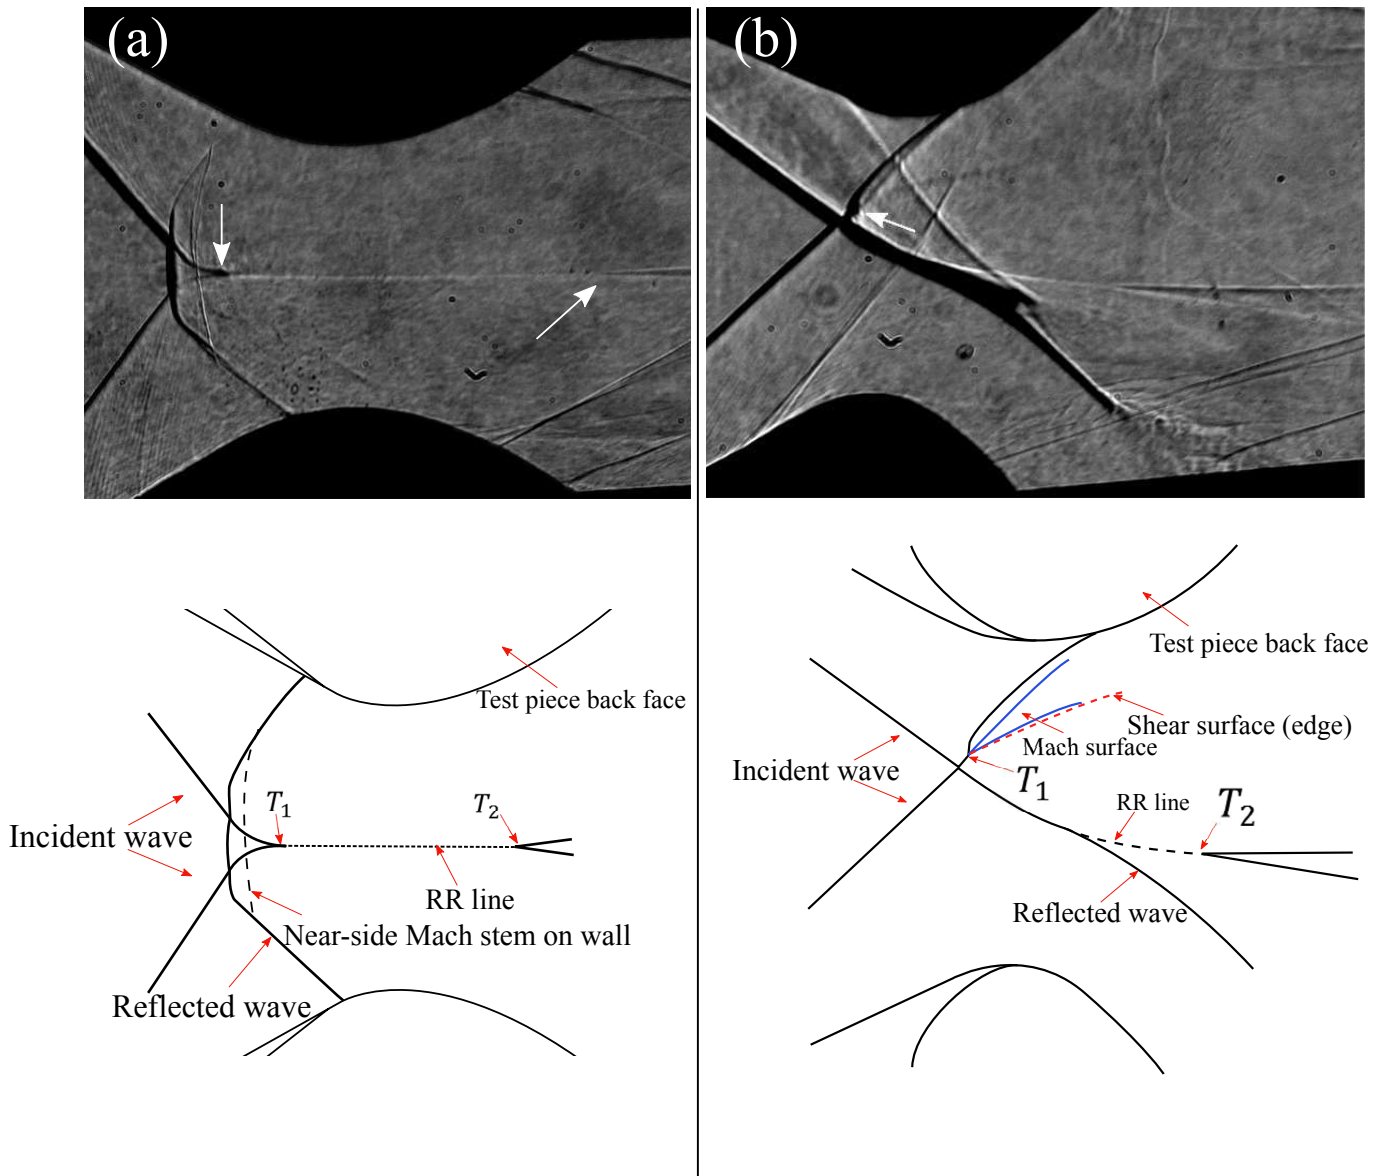 (a)
(b)
Test piece back face
T₁
T₂
Incident wave
RR line
Near-side Mach stem on wall
Reflected wave
Test piece back face
Shear surface (edge)
Mach surface
Incident wave
T₁
RR line
T₂
Reflected wave